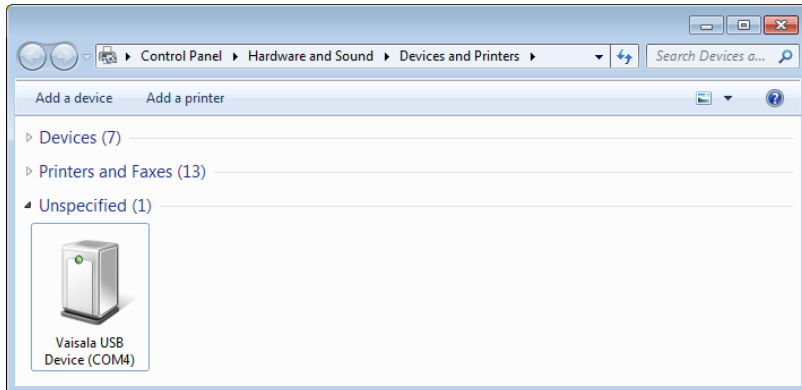 Control Panel Hardware and Sound Devices and Printers Search Devices a...
Add a device Add a printer
Devices (7)
Printers and Faxes (13)
Unspecified (1)
Vaisala USB
Device (COM4)